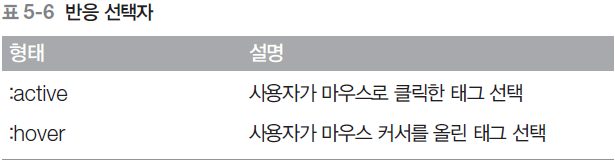 표 5-6 반응 선택자
형태 설명
:active 사용자가 마우스로 클릭한 태그 선택
:hover 사용자가 마우스 커서를 올린 태그 선택